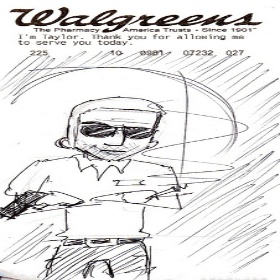 Walgreens
The Pharmacy America Trusts - Since 1901
I'm Taylor. Thank you for allowing me
to serve you today.
225 10 0981 07232 027